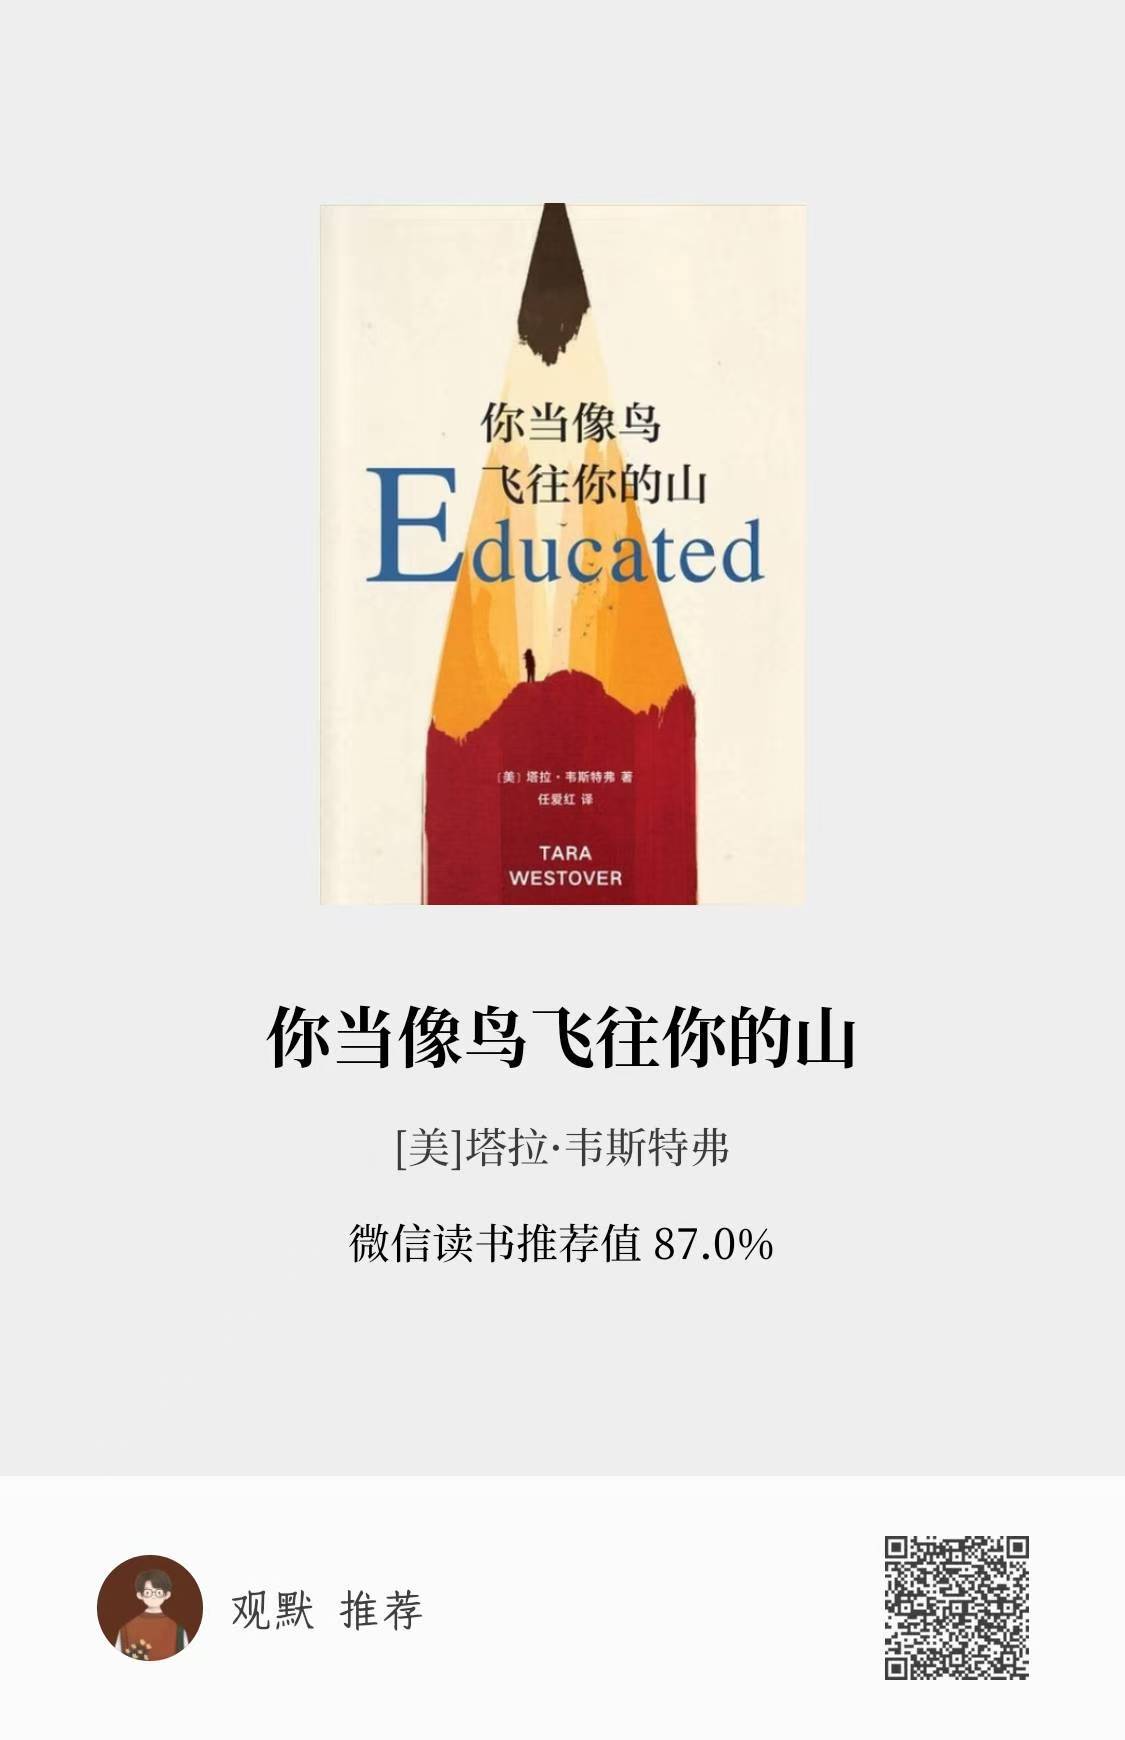 你当像鸟
飞往你的山
Educated
[美] 塔拉·韦斯特弗 著
任爱红 译
TARA
WESTOVER
你当像鸟飞往你的山
[美]塔拉·韦斯特弗
微信读书推荐值 87.0%
观默 推荐